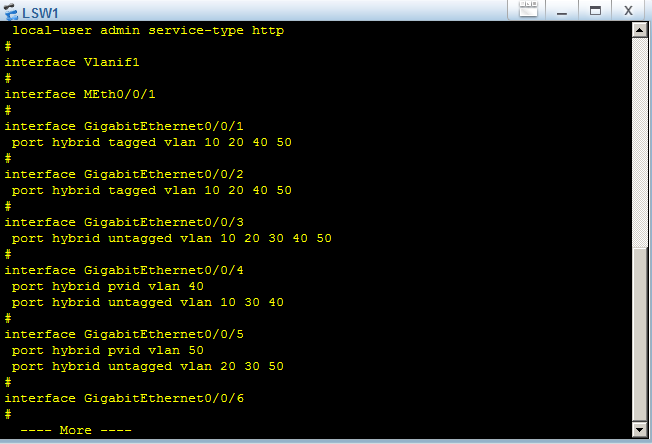 LSW1
local-user admin service-type http
#
interface Vlanif1
#
interface MEth0/0/1
#
interface GigabitEthernet0/0/1
port hybrid tagged vlan 10 20 40 50
#
interface GigabitEthernet0/0/2
port hybrid tagged vlan 10 20 40 50
#
interface GigabitEthernet0/0/3
port hybrid untagged vlan 10 20 30 40 50
#
interface GigabitEthernet0/0/4
port hybrid pvid vlan 40
port hybrid untagged vlan 10 30 40
#
interface GigabitEthernet0/0/5
port hybrid pvid vlan 50
port hybrid untagged vlan 20 30 50
#
interface GigabitEthernet0/0/6
#
---- More ----